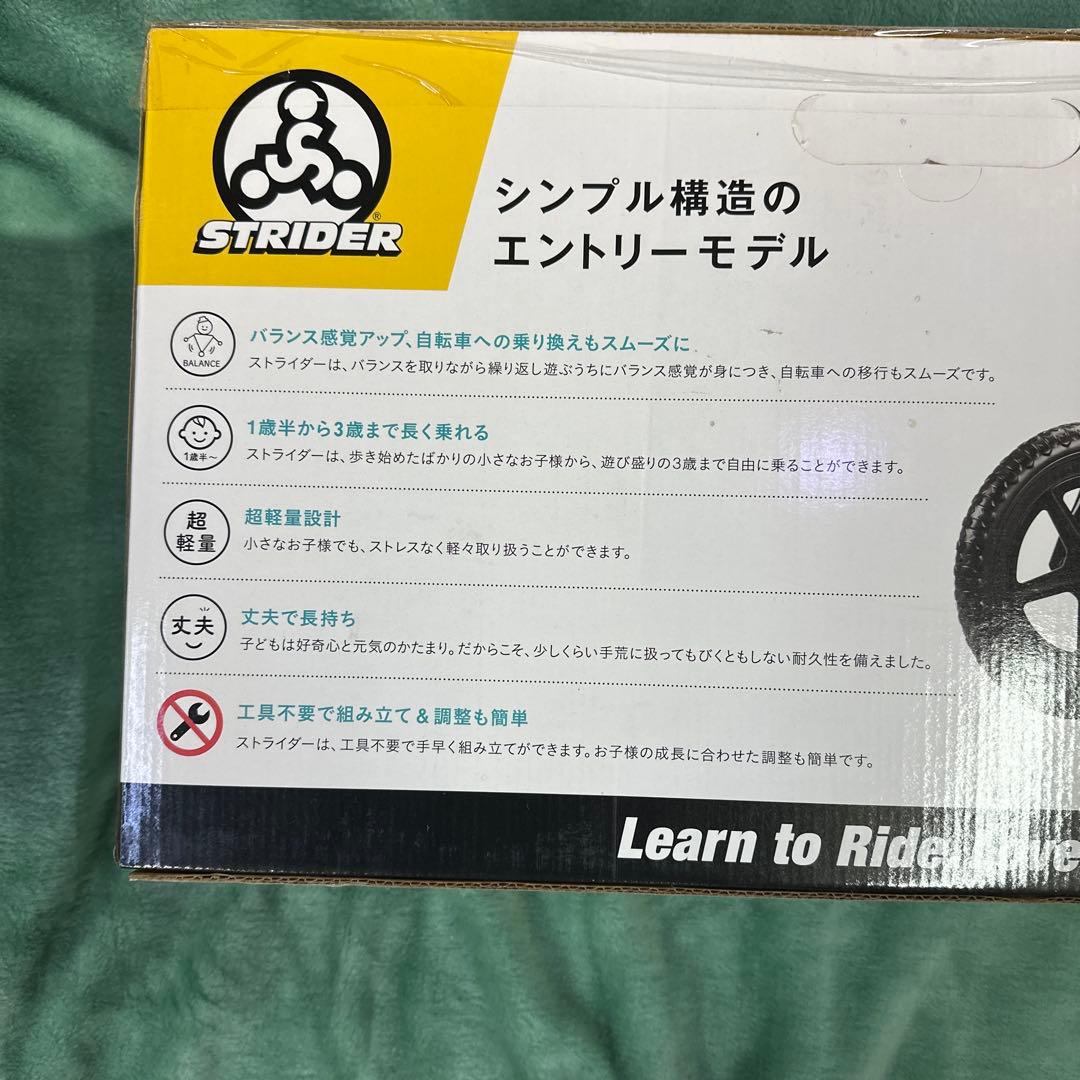 STRIDER®
シンプル構造の
エントリーモデル
BALANCE
バランス感覚アップ、自転車への乗り換えもスムーズに
ストライダーは、バランスを取りながら繰り返し遊ぶうちにバランス感覚が身につき、自転車への移行もスムーズです。
1歳半～
1歳半から3歳まで長く乗れる
ストライダーは、歩き始めたばかりの小さなお子様から、遊び盛りの3歳まで自由に乗ることができます。
超
軽量
超軽量設計
小さなお子様でも、ストレスなく軽々取り扱うことができます。
丈夫
丈夫で長持ち
子どもは好奇心と元気のかたまり。だからこそ、少しくらい手荒に扱ってもびくともしない耐久性を備えました。
工具不要で組み立て＆調整も簡単
ストライダーは、工具不要で手早く組み立てができます。お子様の成長に合わせた調整も簡単です。
Learn to Ride. Love